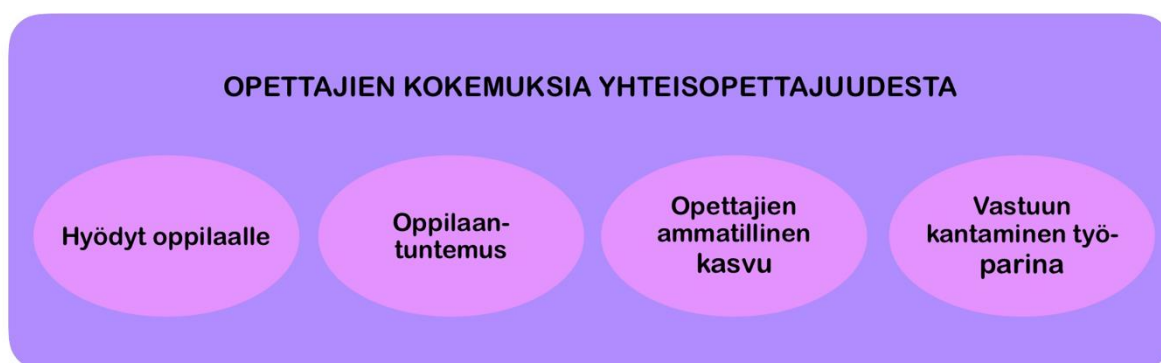 OPETTAJIEN KOKEMUKSIA YHTEISOPETTAJUUDESTA
Hyödyt oppilaalle
Oppilaan-
tuntemus
Opettajien
ammatillinen
kasvu
Vastuun
kantaminen työ-
parina